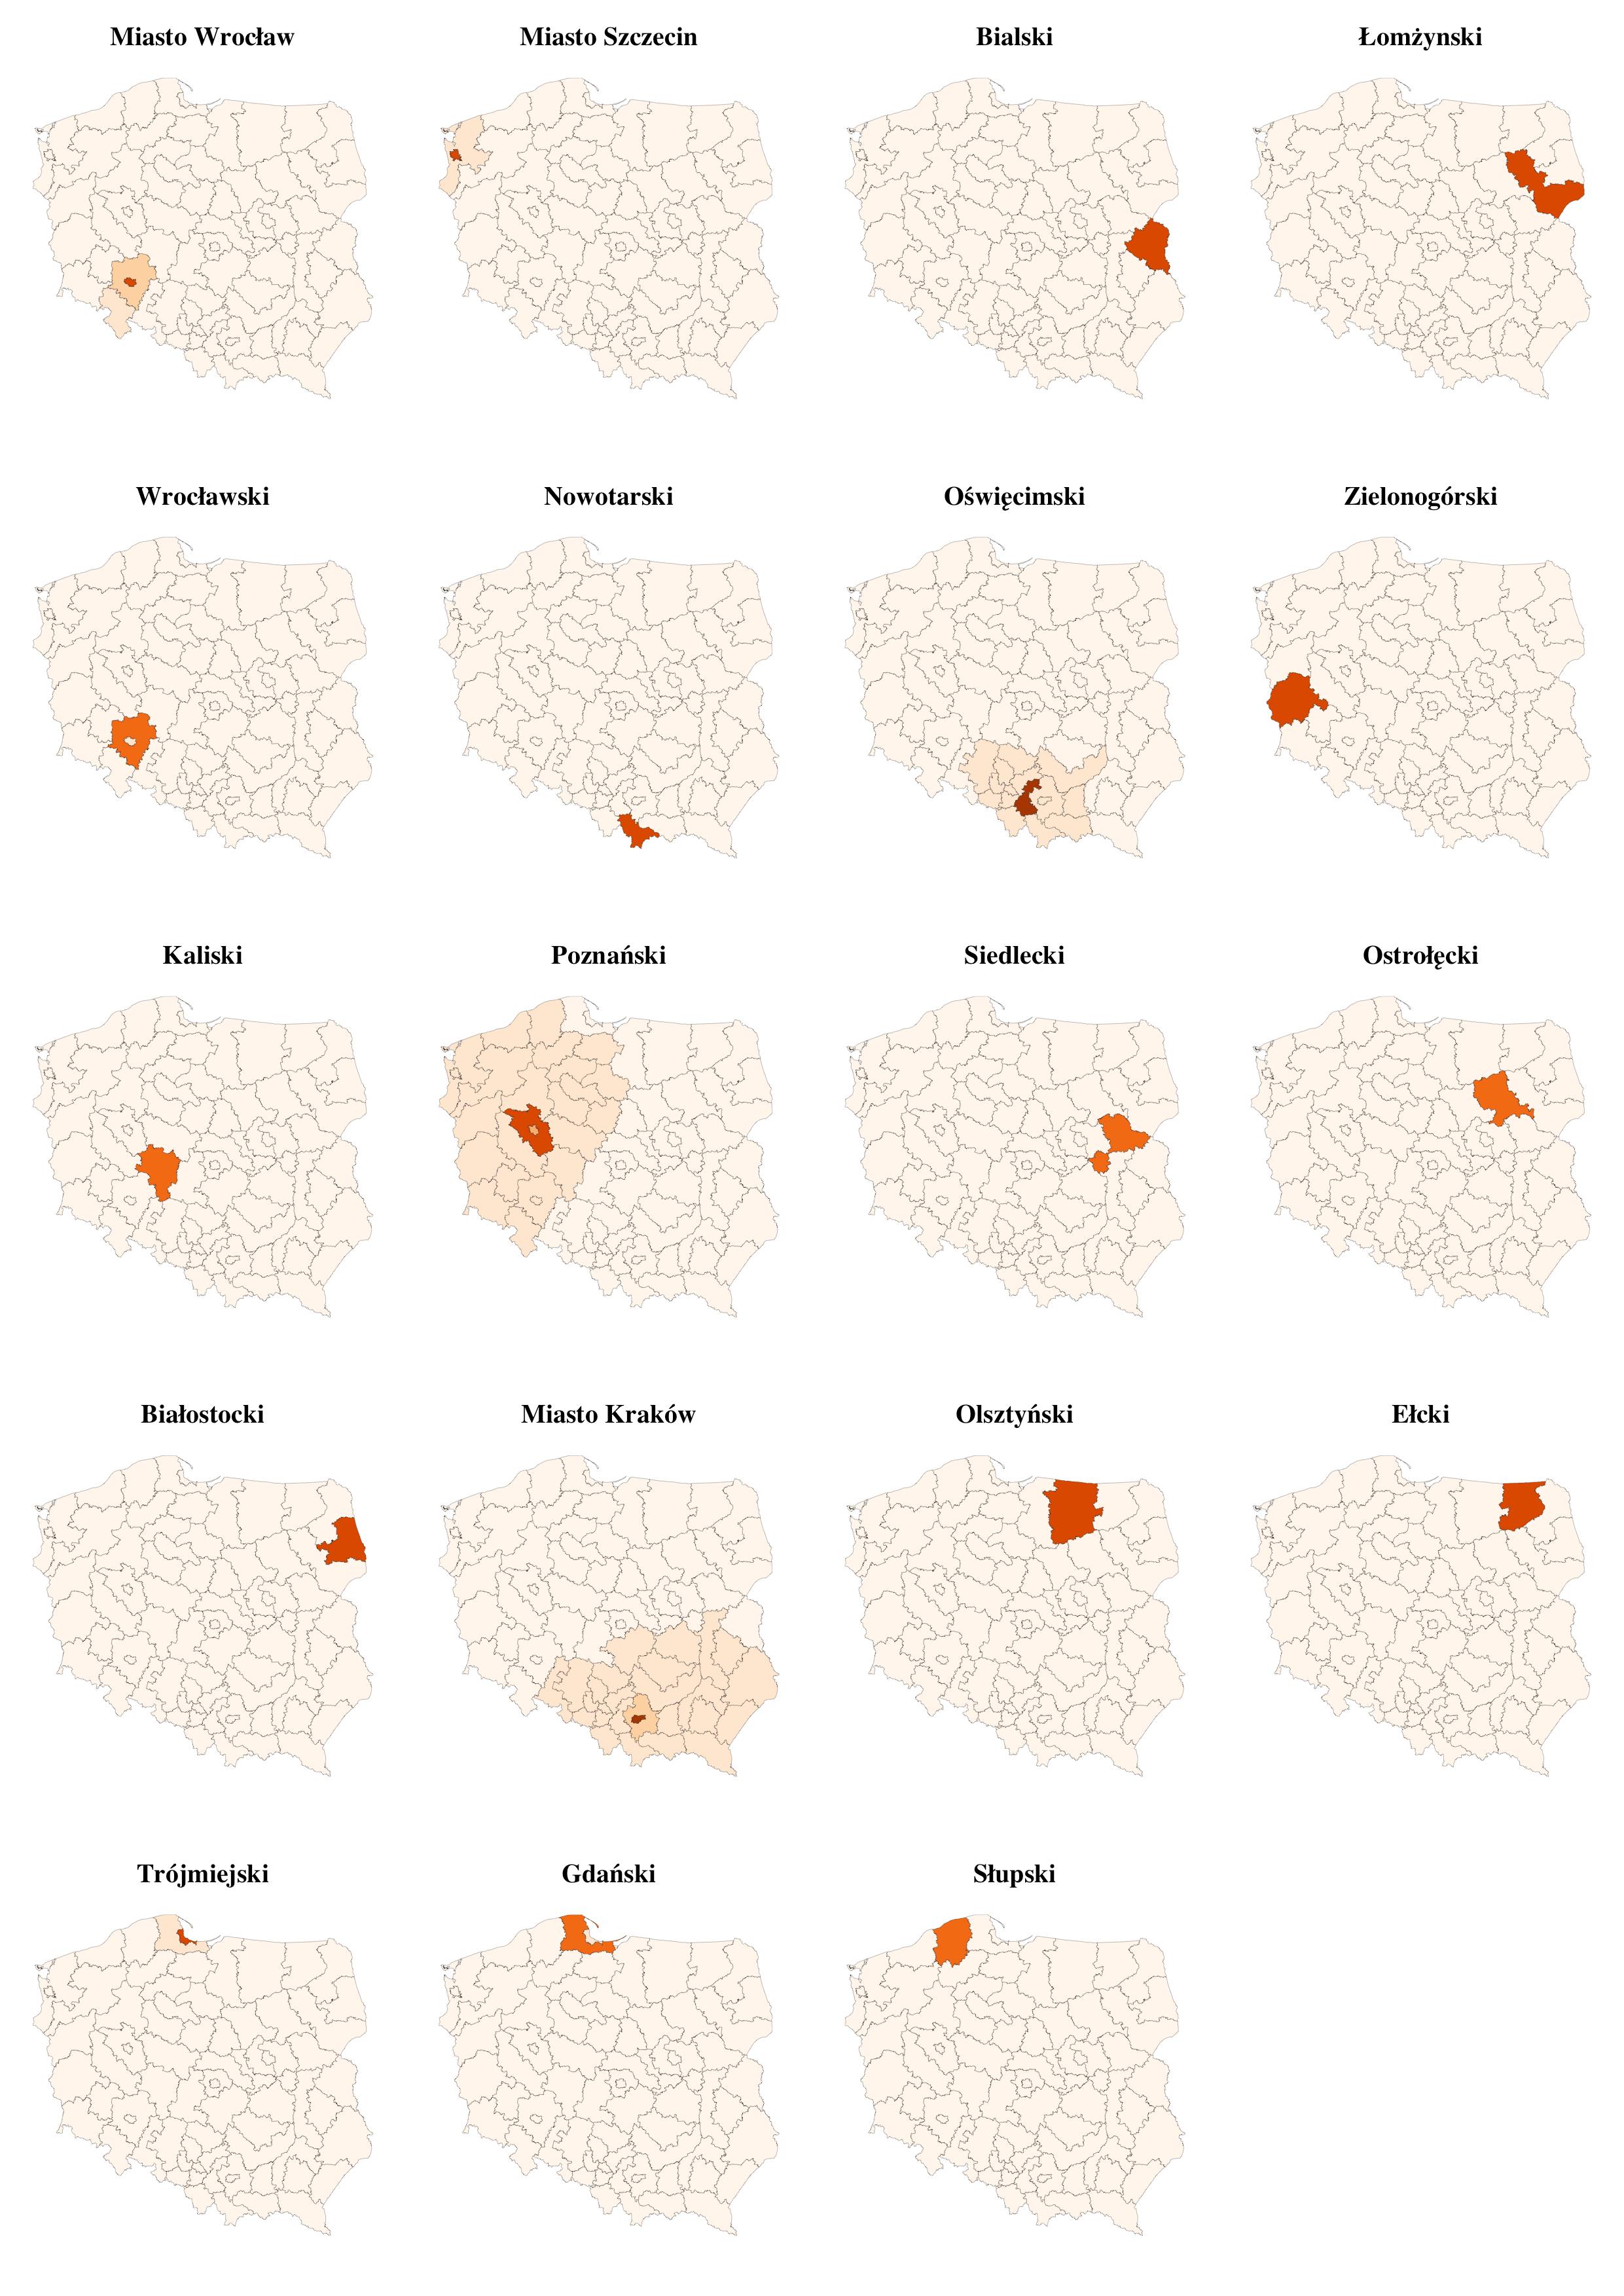 Miasto Wrocław
Miasto Szczecin
Bialski
Łomżynski
Wrocławski
Nowotarski
Oświęcimski
Zielonogórski
Kaliski
Poznański
Siedlecki
Ostrołęcki
Białostocki
Miasto Kraków
Olsztyński
Ełcki
Trójmiejski
Gdański
Słupski